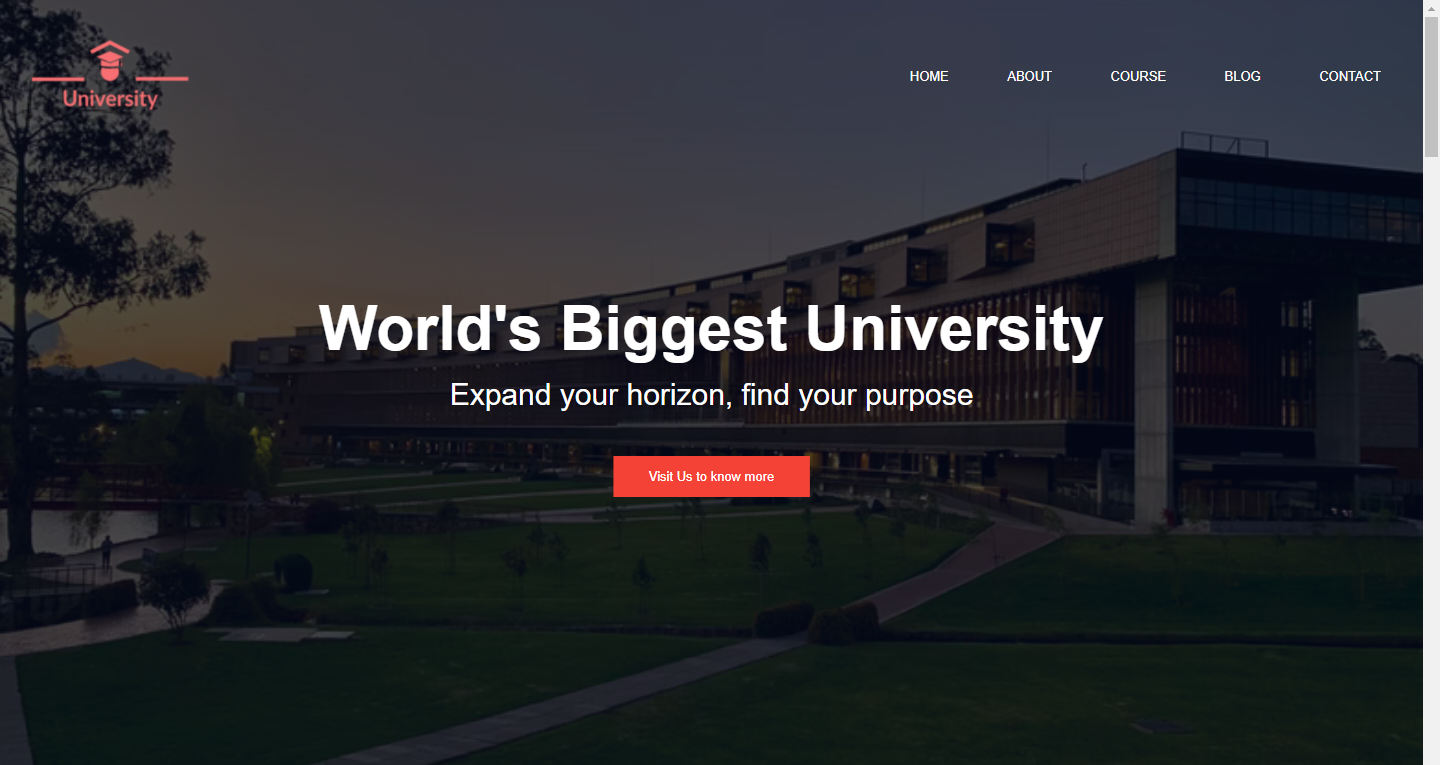 University
HOME
ABOUT
COURSE
BLOG
CONTACT
World's Biggest University
Expand your horizon, find your purpose
Visit Us to know more